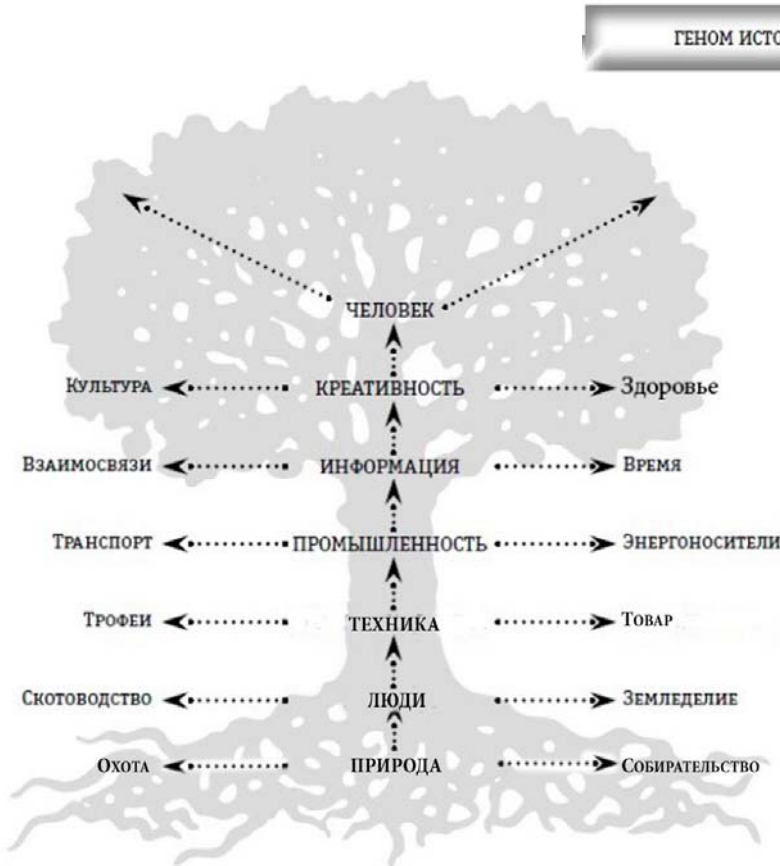 ГЕНОМ ИСТО
ЧЕЛОВЕК
КУЛЬТУРА КРЕАТИВНОСТЬ Здоровье
ВЗАИМОСВЯЗИ ИНФОРМАЦИЯ ВРЕМЯ
ТРАНСПОРТ ПРОМЫШЛЕННОСТЬ ЭНЕРГОНОСИТЕЛИ
ТРОФЕИ ТЕХНИКА ТОВАР
СКОТОВОДСТВО ЛЮДИ ЗЕМЛЕДЕЛИЕ
ОХОТА ПРИРОДА СОБИРАТЕЛЬСТВО